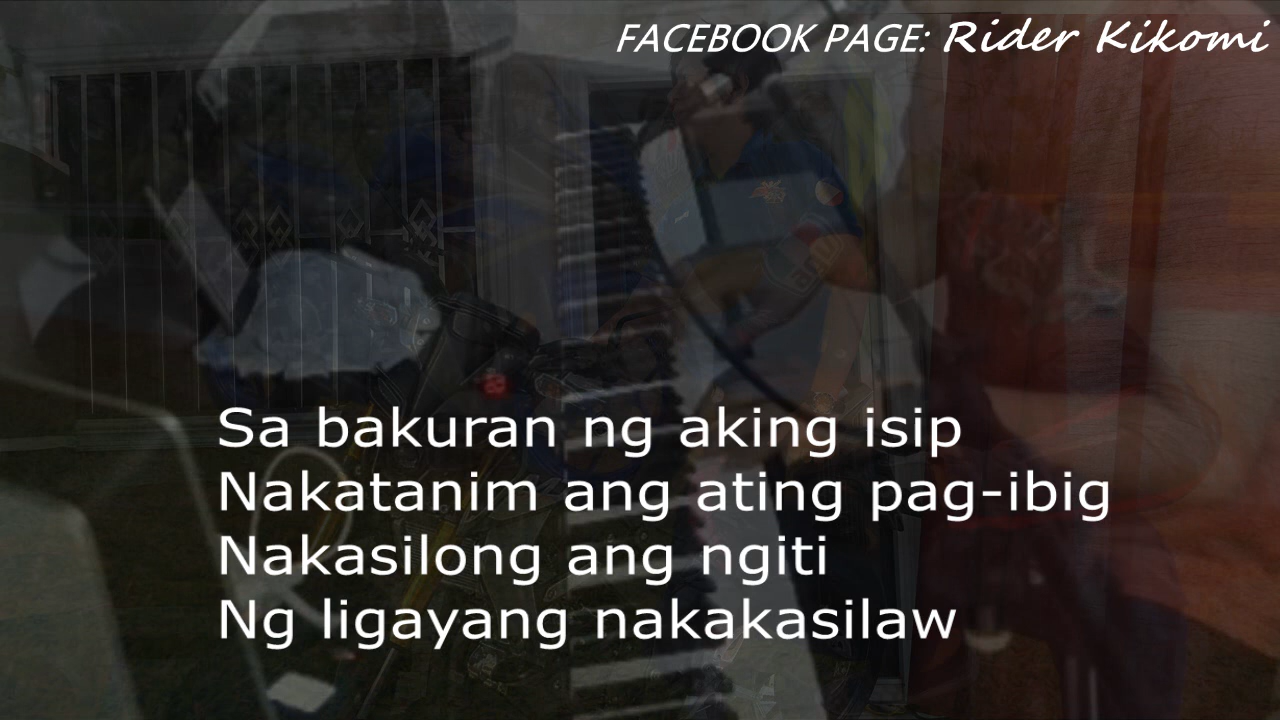 FACEBOOK PAGE: Rider Kikomi
Sa bakuran ng aking isip
Nakatanim ang ating pag-ibig
Nakasilong ang ngiti
Ng ligayang nakakasilaw